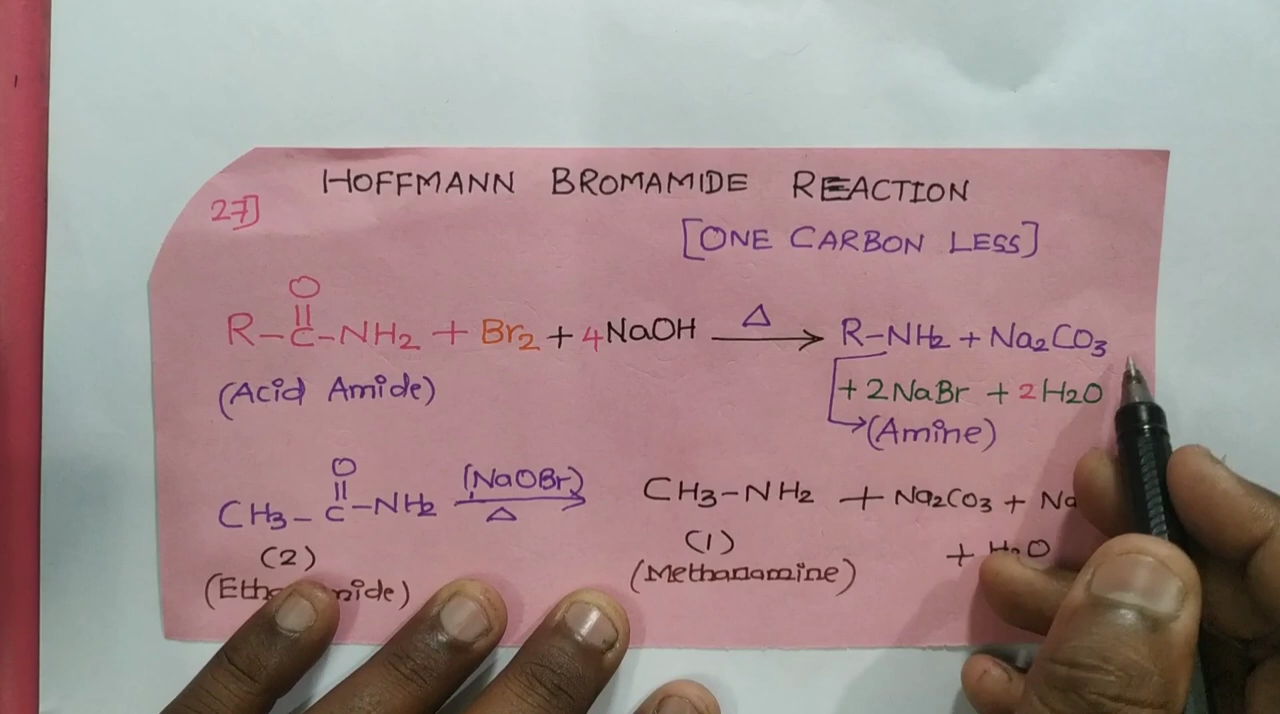 HOFFMANN BROMAMIDE REACTION
27]
[ONE CARBON LESS]
O
||
R-C-NH2 + Br2 + 4NaOH Δ → R-NH2 + Na2CO3
(Acid Amide) + 2NaBr + 2H2O
→(Amine)
O
||
CH3-C-NH2 (NaOBr) Δ → CH3-NH2 + Na2CO3 +
(2) (1) + H2O
(Methanamine)